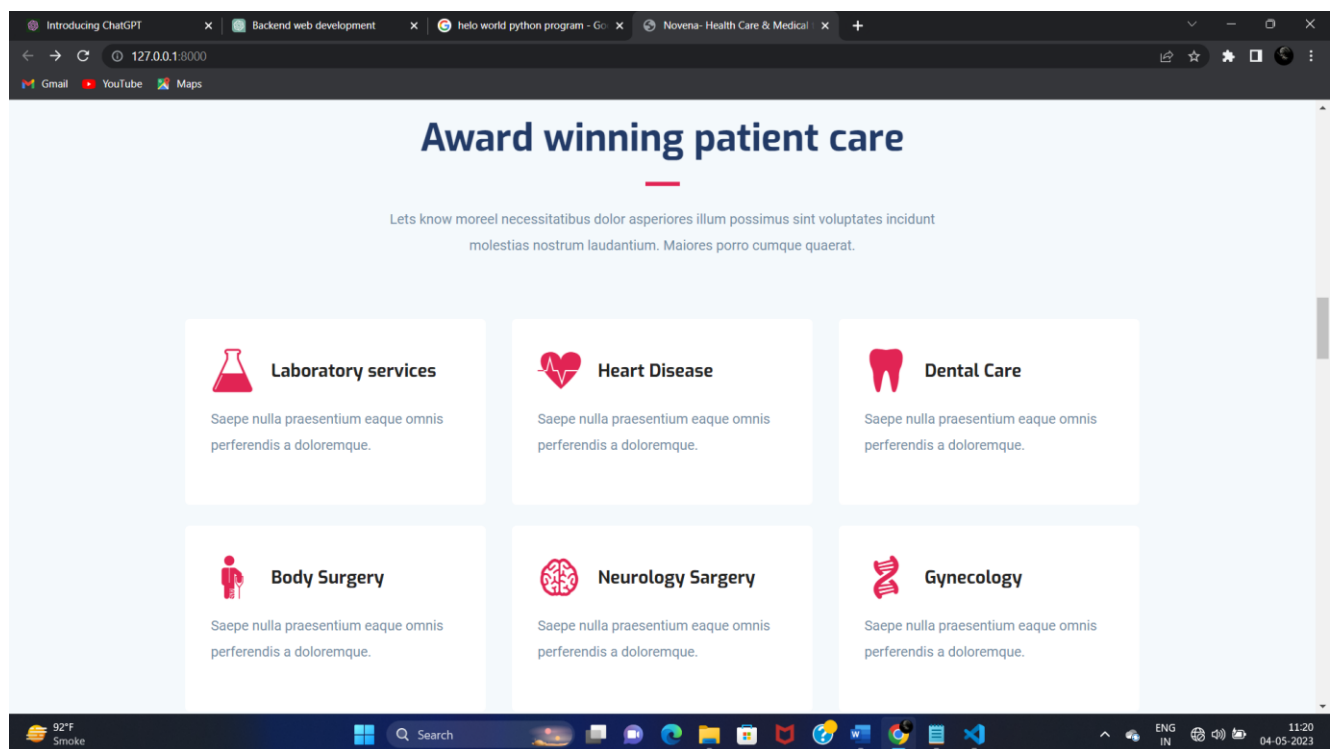 Introducing ChatGPT
Backend web development
helo world python program - Go
Novena- Health Care & Medical
127.0.0.1:8000
Gmail
YouTube
Maps
Award winning patient care
Lets know moreel necessitatibus dolor asperiores illum possimus sint voluptates incidunt
molestias nostrum laudantium. Maiores porro cumque quaerat.
Laboratory services
Saepe nulla praesentium eaque omnis
perferendis a doloremque.
Heart Disease
Saepe nulla praesentium eaque omnis
perferendis a doloremque.
Dental Care
Saepe nulla praesentium eaque omnis
perferendis a doloremque.
Body Surgery
Saepe nulla praesentium eaque omnis
perferendis a doloremque.
Neurology Sargery
Saepe nulla praesentium eaque omnis
perferendis a doloremque.
Gynecology
Saepe nulla praesentium eaque omnis
perferendis a doloremque.
92°F
Smoke
Search
ENG
IN
11:20
04-05-2023